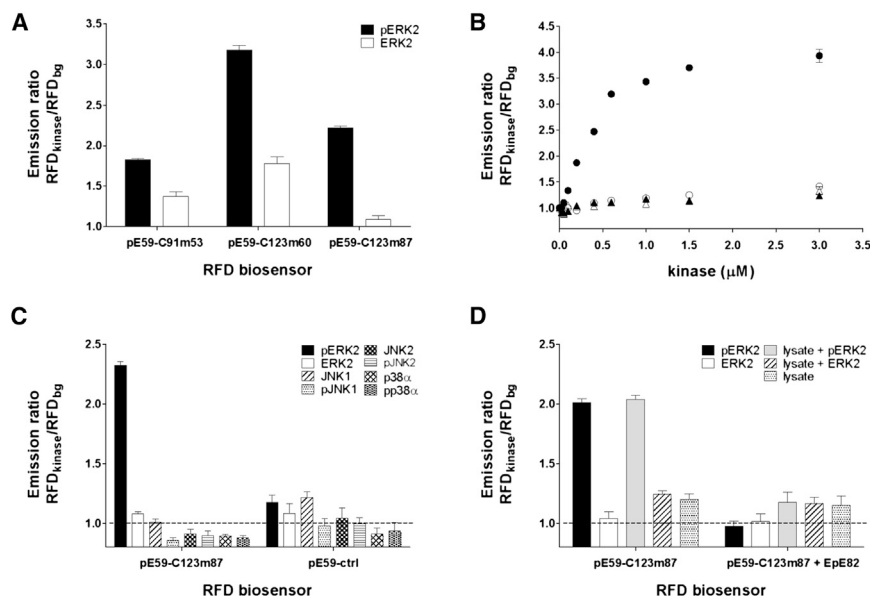 A
Emission ratio
RFDkinase/RFDbg
3.5
3.0
2.5
2.0
1.5
1.0
pERK2
ERK2
pE59-C91m53
pE59-C123m60
pE59-C123m87
RFD biosensor
B
Emission ratio
RFDkinase/RFDbg
4.5
4.0
3.5
3.0
2.5
2.0
1.5
1.0
0.0 0.5 1.0 1.5 2.0 2.5 3.0 3.5
kinase (μM)
C
Emission ratio
RFDkinase/RFDbg
2.5
2.0
1.5
1.0
pERK2
ERK2
JNK1
pJNK1
JNK2
pJNK2
p38α
pp38α
pE59-C123m87
pE59-ctrl
RFD biosensor
D
Emission ratio
RFDkinase/RFDbg
2.5
2.0
1.5
1.0
pERK2
ERK2
lysate + pERK2
lysate + ERK2
lysate
pE59-C123m87
pE59-C123m87 + EpE82
RFD biosensor